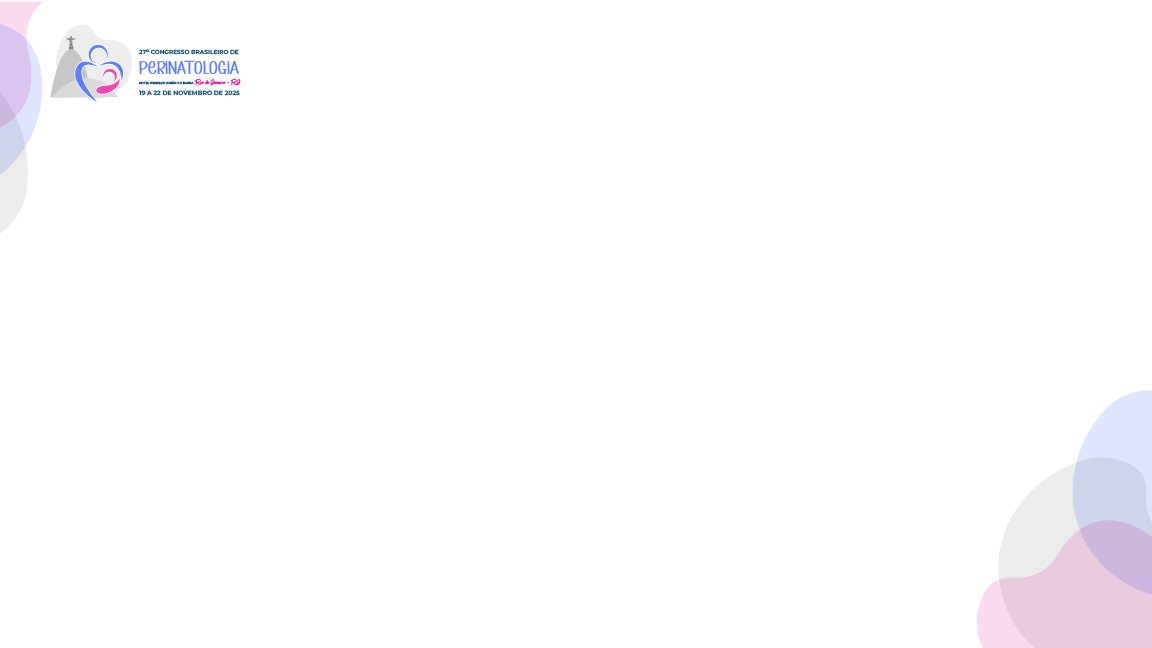 27º CONGRESSO BRASILEIRO DE
PERINATOLOGIA
Rio de Janeiro - RJ
19 A 22 DE NOVEMBRO DE 2025